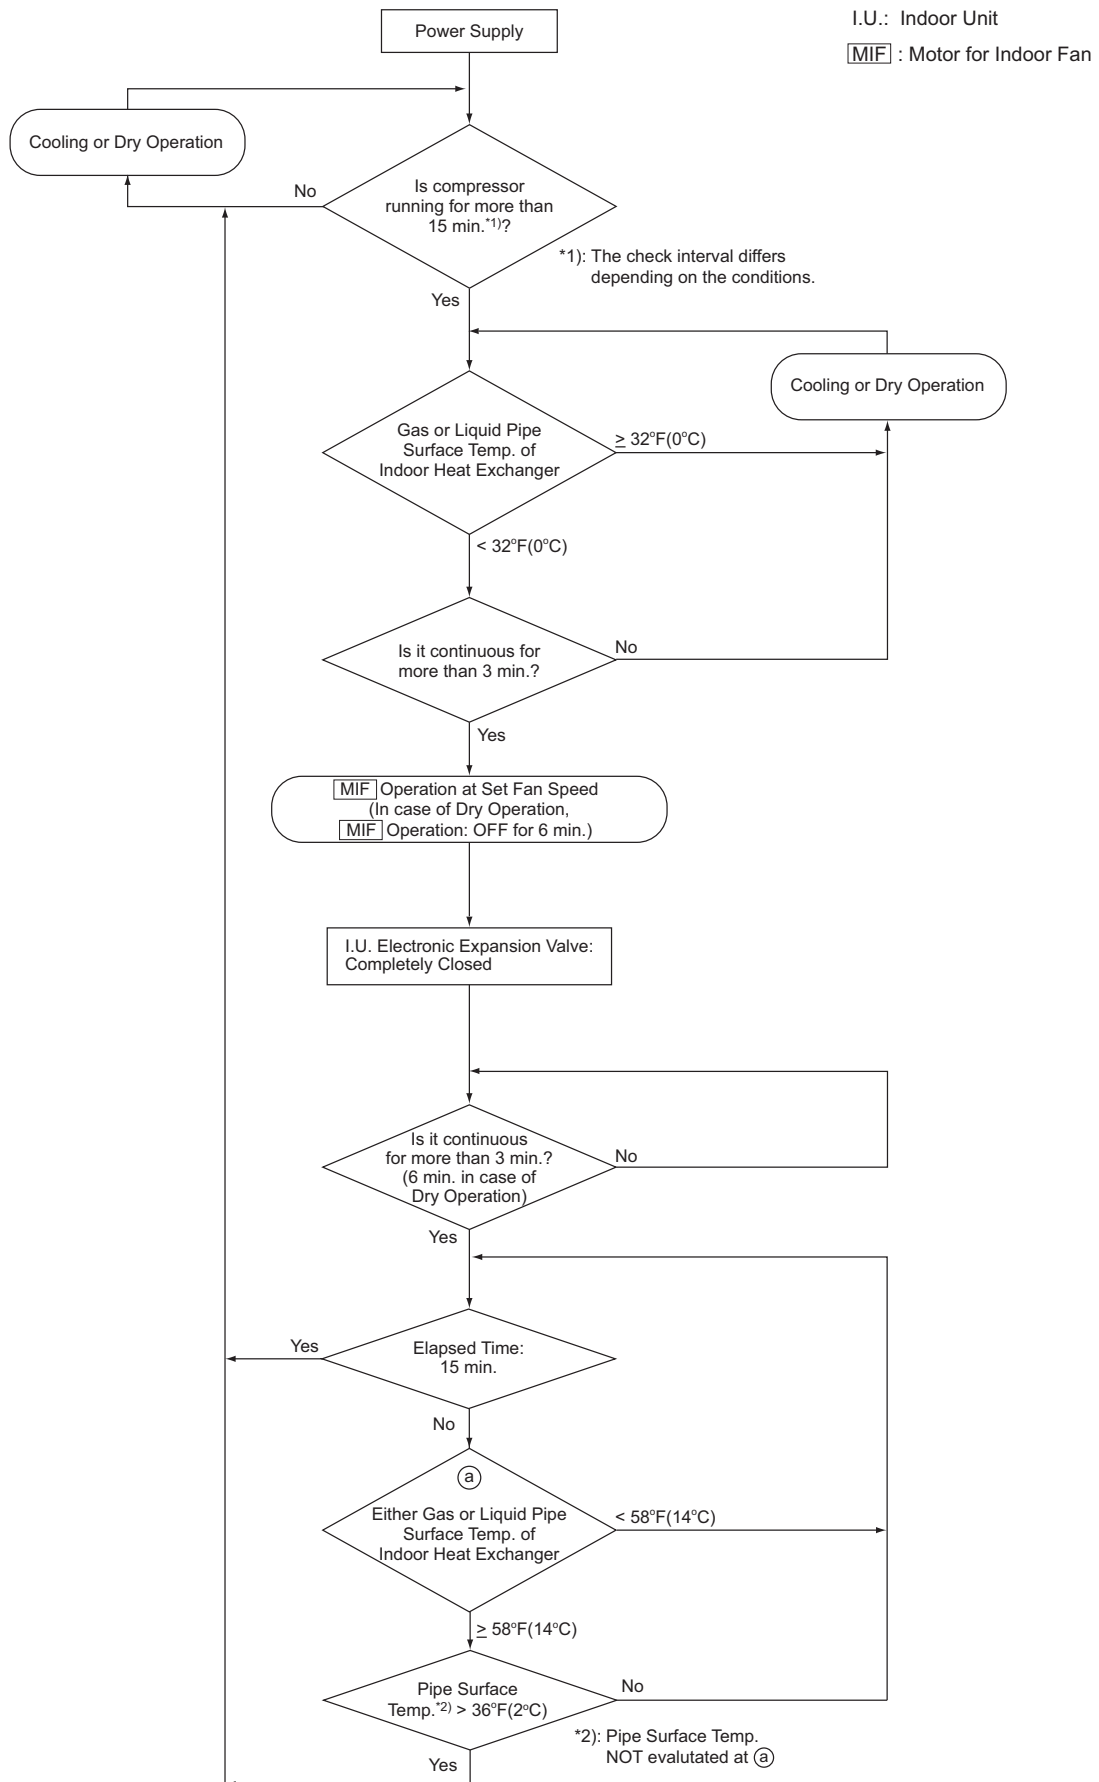 I.U.: Indoor Unit
MIF : Motor for Indoor Fan
Power Supply
Cooling or Dry Operation
No
Is compressor
running for more than
15 min.*1)?
*1): The check interval differs
depending on the conditions.
Yes
Cooling or Dry Operation
Gas or Liquid Pipe
Surface Temp. of
Indoor Heat Exchanger
≥ 32°F(0°C)
< 32°F(0°C)
Is it continuous for
more than 3 min.?
No
Yes
MIF Operation at Set Fan Speed
(In case of Dry Operation,
MIF Operation: OFF for 6 min.)
I.U. Electronic Expansion Valve:
Completely Closed
Is it continuous
for more than 3 min.?
(6 min. in case of
Dry Operation)
No
Yes
Yes
Elapsed Time:
15 min.
No
a
Either Gas or Liquid Pipe
Surface Temp. of
Indoor Heat Exchanger
< 58°F(14°C)
≥ 58°F(14°C)
Pipe Surface
Temp.*2) > 36°F(2°C)
No
*2): Pipe Surface Temp.
NOT evalutated at a
Yes